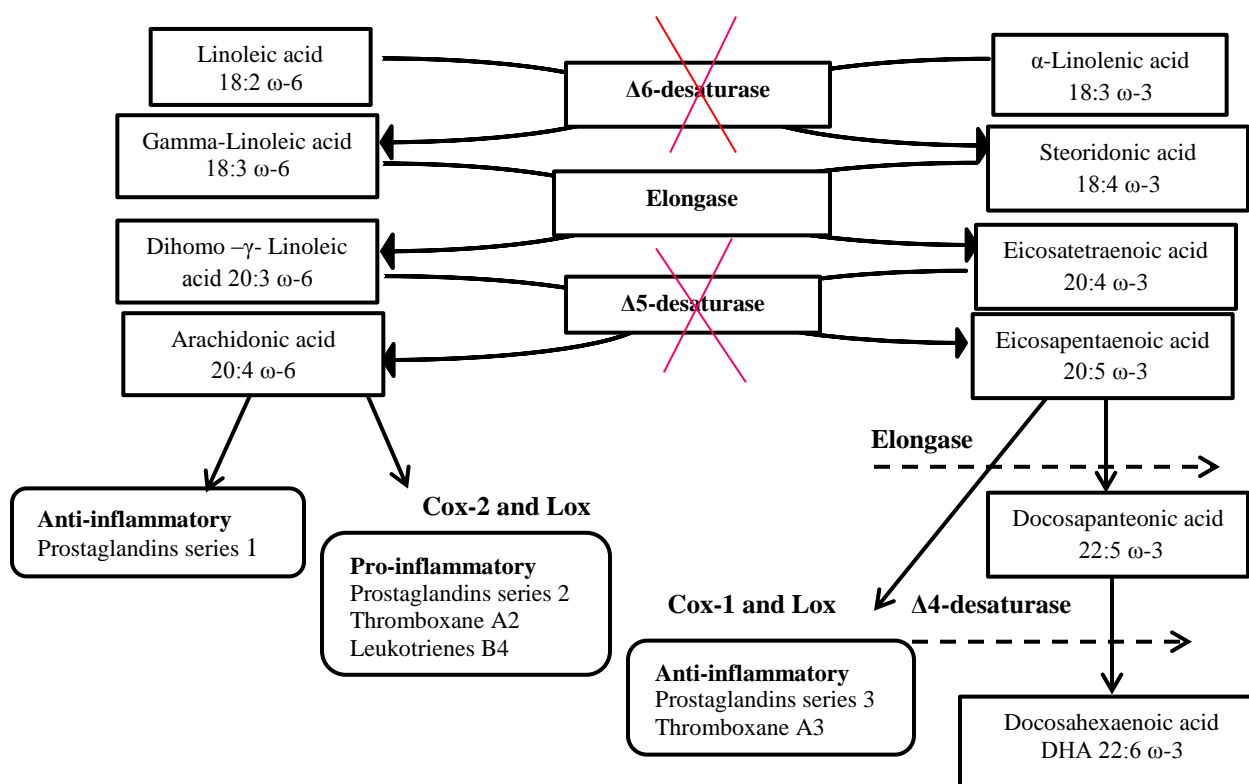 Linoleic acid
18:2 ω-6
Δ6-desaturase
α-Linolenic acid
18:3 ω-3
Gamma-Linoleic acid
18:3 ω-6
Steoridonic acid
18:4 ω-3
Elongase
Dihomo –γ- Linoleic
acid 20:3 ω-6
Eicosatetraenoic acid
20:4 ω-3
Δ5-desaturase
Arachidonic acid
20:4 ω-6
Eicosapentaenoic acid
20:5 ω-3
Elongase
Anti-inflammatory
Prostaglandins series 1
Cox-2 and Lox
Pro-inflammatory
Prostaglandins series 2
Thromboxane A2
Leukotrienes B4
Docosapanteonic acid
22:5 ω-3
Cox-1 and Lox
Δ4-desaturase
Anti-inflammatory
Prostaglandins series 3
Thromboxane A3
Docosahexaenoic acid
DHA 22:6 ω-3